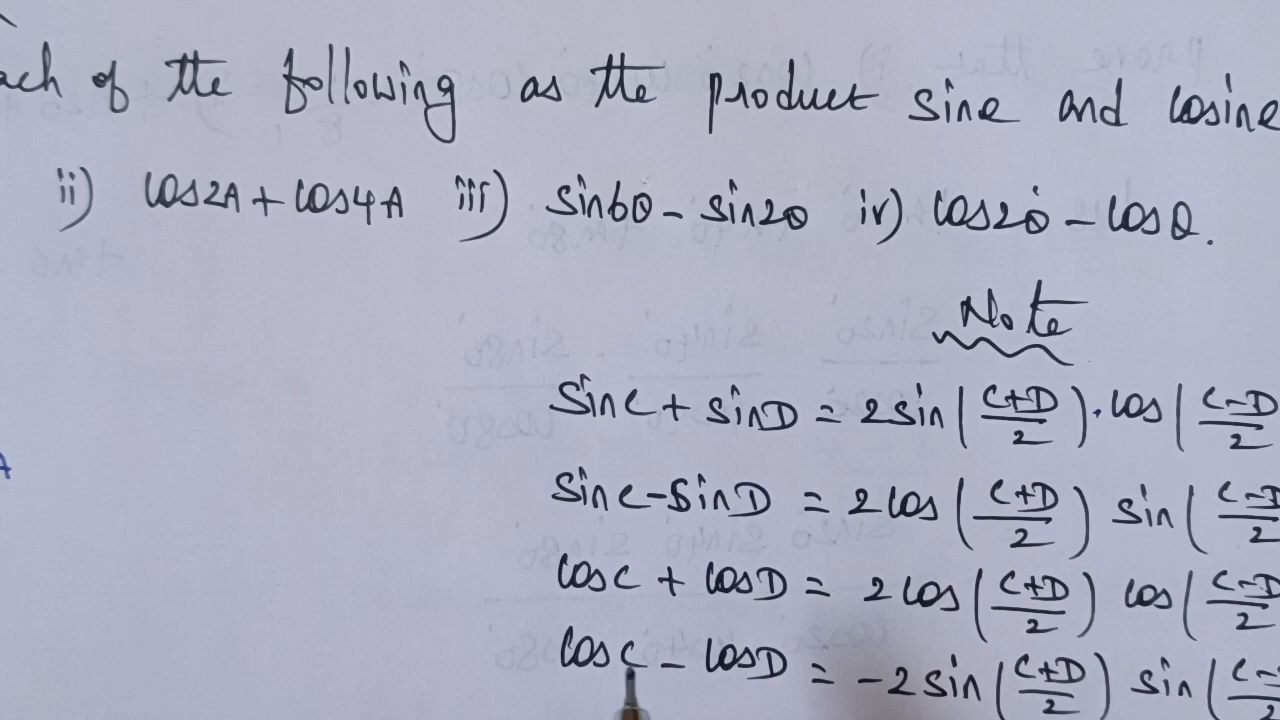 ach of the following as the product sine and cosine
ii) cos2A + cos4A iii) sin6θ - sin2θ iv) cos2θ - cosθ.
Note
sinC + sinD = 2sin(C+D/2).cos(C-D/2
sinC - sinD = 2cos(C+D/2) sin(C-D/2
cosC + cosD = 2cos(C+D/2) cos(C-D/2
cosC - cosD = -2sin(C+D/2) sin(C-/2
A